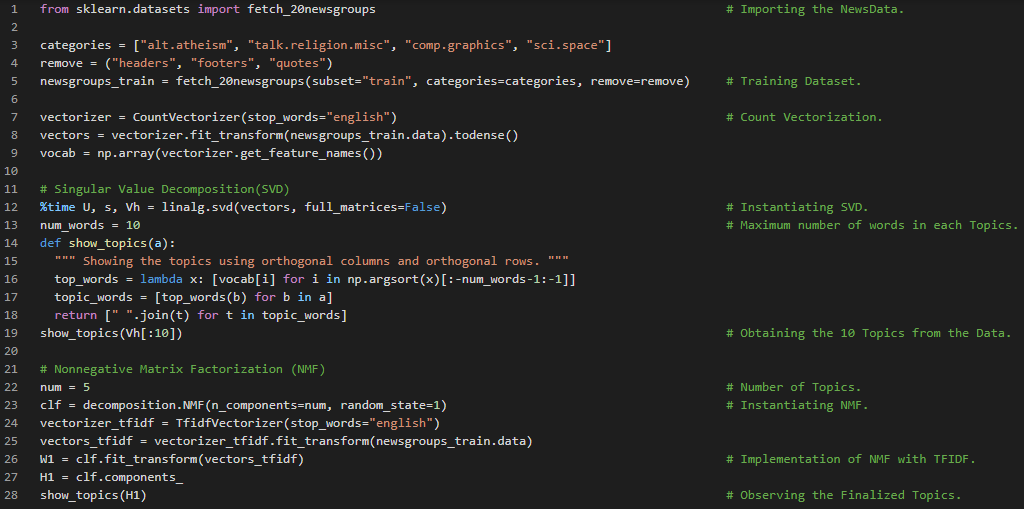 1 from sklearn.datasets import fetch_20newsgroups # Importing the NewsData.
2
3 categories = ["alt.atheism", "talk.religion.misc", "comp.graphics", "sci.space"]
4 remove = ("headers", "footers", "quotes")
5 newsgroups_train = fetch_20newsgroups(subset="train", categories=categories, remove=remove) # Training Dataset.
6
7 vectorizer = CountVectorizer(stop_words="english") # Count Vectorization.
8 vectors = vectorizer.fit_transform(newsgroups_train.data).todense()
9 vocab = np.array(vectorizer.get_feature_names())
10
11 # Singular Value Decomposition(SVD)
12 %time U, s, Vh = linalg.svd(vectors, full_matrices=False) # Instantiating SVD.
13 num_words = 10 # Maximum number of words in each Topics.
14 def show_topics(a):
15   """ Showing the topics using orthogonal columns and orthogonal rows. """
16   top_words = lambda x: [vocab[i] for i in np.argsort(x)[:-num_words-1:-1]]
17   topic_words = [top_words(b) for b in a]
18   return [" ".join(t) for t in topic_words]
19 show_topics(Vh[:10]) # Obtaining the 10 Topics from the Data.
20
21 # Nonnegative Matrix Factorization (NMF)
22 num = 5 # Number of Topics.
23 clf = decomposition.NMF(n_components=num, random_state=1) # Instantiating NMF.
24 vectorizer_tfidf = TfidfVectorizer(stop_words="english")
25 vectors_tfidf = vectorizer_tfidf.fit_transform(newsgroups_train.data)
26 W1 = clf.fit_transform(vectors_tfidf) # Implementation of NMF with TFIDF.
27 H1 = clf.components_
28 show_topics(H1) # Observing the Finalized Topics.